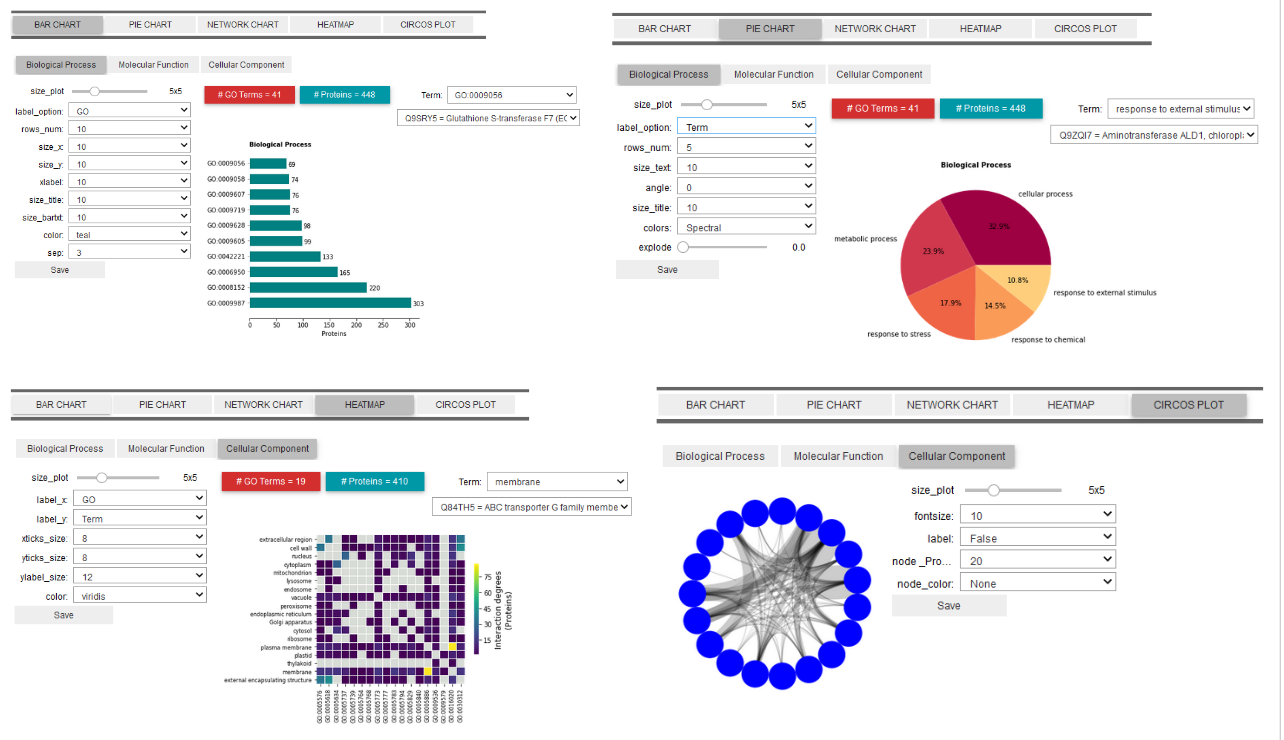 BAR CHART PIE CHART NETWORK CHART HEATMAP CIRCOS PLOT
Biological Process Molecular Function Cellular Component
size_plot 5x5
# GO Terms = 41 # Proteins = 448
Term: GO:0009056
Q9SRY5 = Glutathione S-transferase F7 (EC
label_option: GO
rows_num: 10
size_x: 10
size_y: 10
xlabel: 10
size_title: 10
size_bartxt: 10
color: teal
sep: 3
Save
Biological Process
GO:0009056 69
GO:0009058 74
GO:0009607 76
GO:0009719 76
GO:0009628 98
GO:0009605 99
GO:0042221 133
GO:0006950 165
GO:0008152 220
GO:0009987 303
0 50 100 150 200 250 300
Proteins
BAR CHART PIE CHART NETWORK CHART HEATMAP CIRCOS PLOT
Biological Process Molecular Function Cellular Component
size_plot 5x5
# GO Terms = 41 # Proteins = 448
Term: response to external stimulus
Q9ZQI7 = Aminotransferase ALD1, chloropl
label_option: Term
rows_num: 5
size_text: 10
angle: 0
size_title: 10
colors: Spectral
explode 0.0
Save
Biological Process
cellular process
32.9%
metabolic process
23.9%
10.8%
response to external stimulus
17.9%
14.5%
response to stress
response to chemical
BAR CHART PIE CHART NETWORK CHART HEATMAP CIRCOS PLOT
Biological Process Molecular Function Cellular Component
size_plot 5x5
# GO Terms = 19 # Proteins = 410
Term: membrane
Q84TH5 = ABC transporter G family membe
label_x: GO
label_y: Term
xticks_size: 8
yticks_size: 8
ylabel_size: 12
color: viridis
Save
extracellular region
cell wall
nucleus
cytoplasm
mitochondrion
lysosome
endosome
vacuole
peroxisome
endoplasmic reticulum
Golgi apparatus
cytosol
ribosome
plasma membrane
plastid
thylakoid
membrane
external encapsulating structure
GO:0005576
GO:0005618
GO:0005634
GO:0005737
GO:0005739
GO:0005764
GO:0005768
GO:0005773
GO:0005777
GO:0005783
GO:0005794
GO:0005829
GO:0005840
GO:0005886
GO:0009536
GO:0009579
GO:0016020
GO:0030312
75
60
45
30
15
Interaction degrees
(Proteins)
BAR CHART PIE CHART NETWORK CHART HEATMAP CIRCOS PLOT
Biological Process Molecular Function Cellular Component
size_plot 5x5
fontsize: 10
label: False
node _Pro... 20
node_color: None
Save